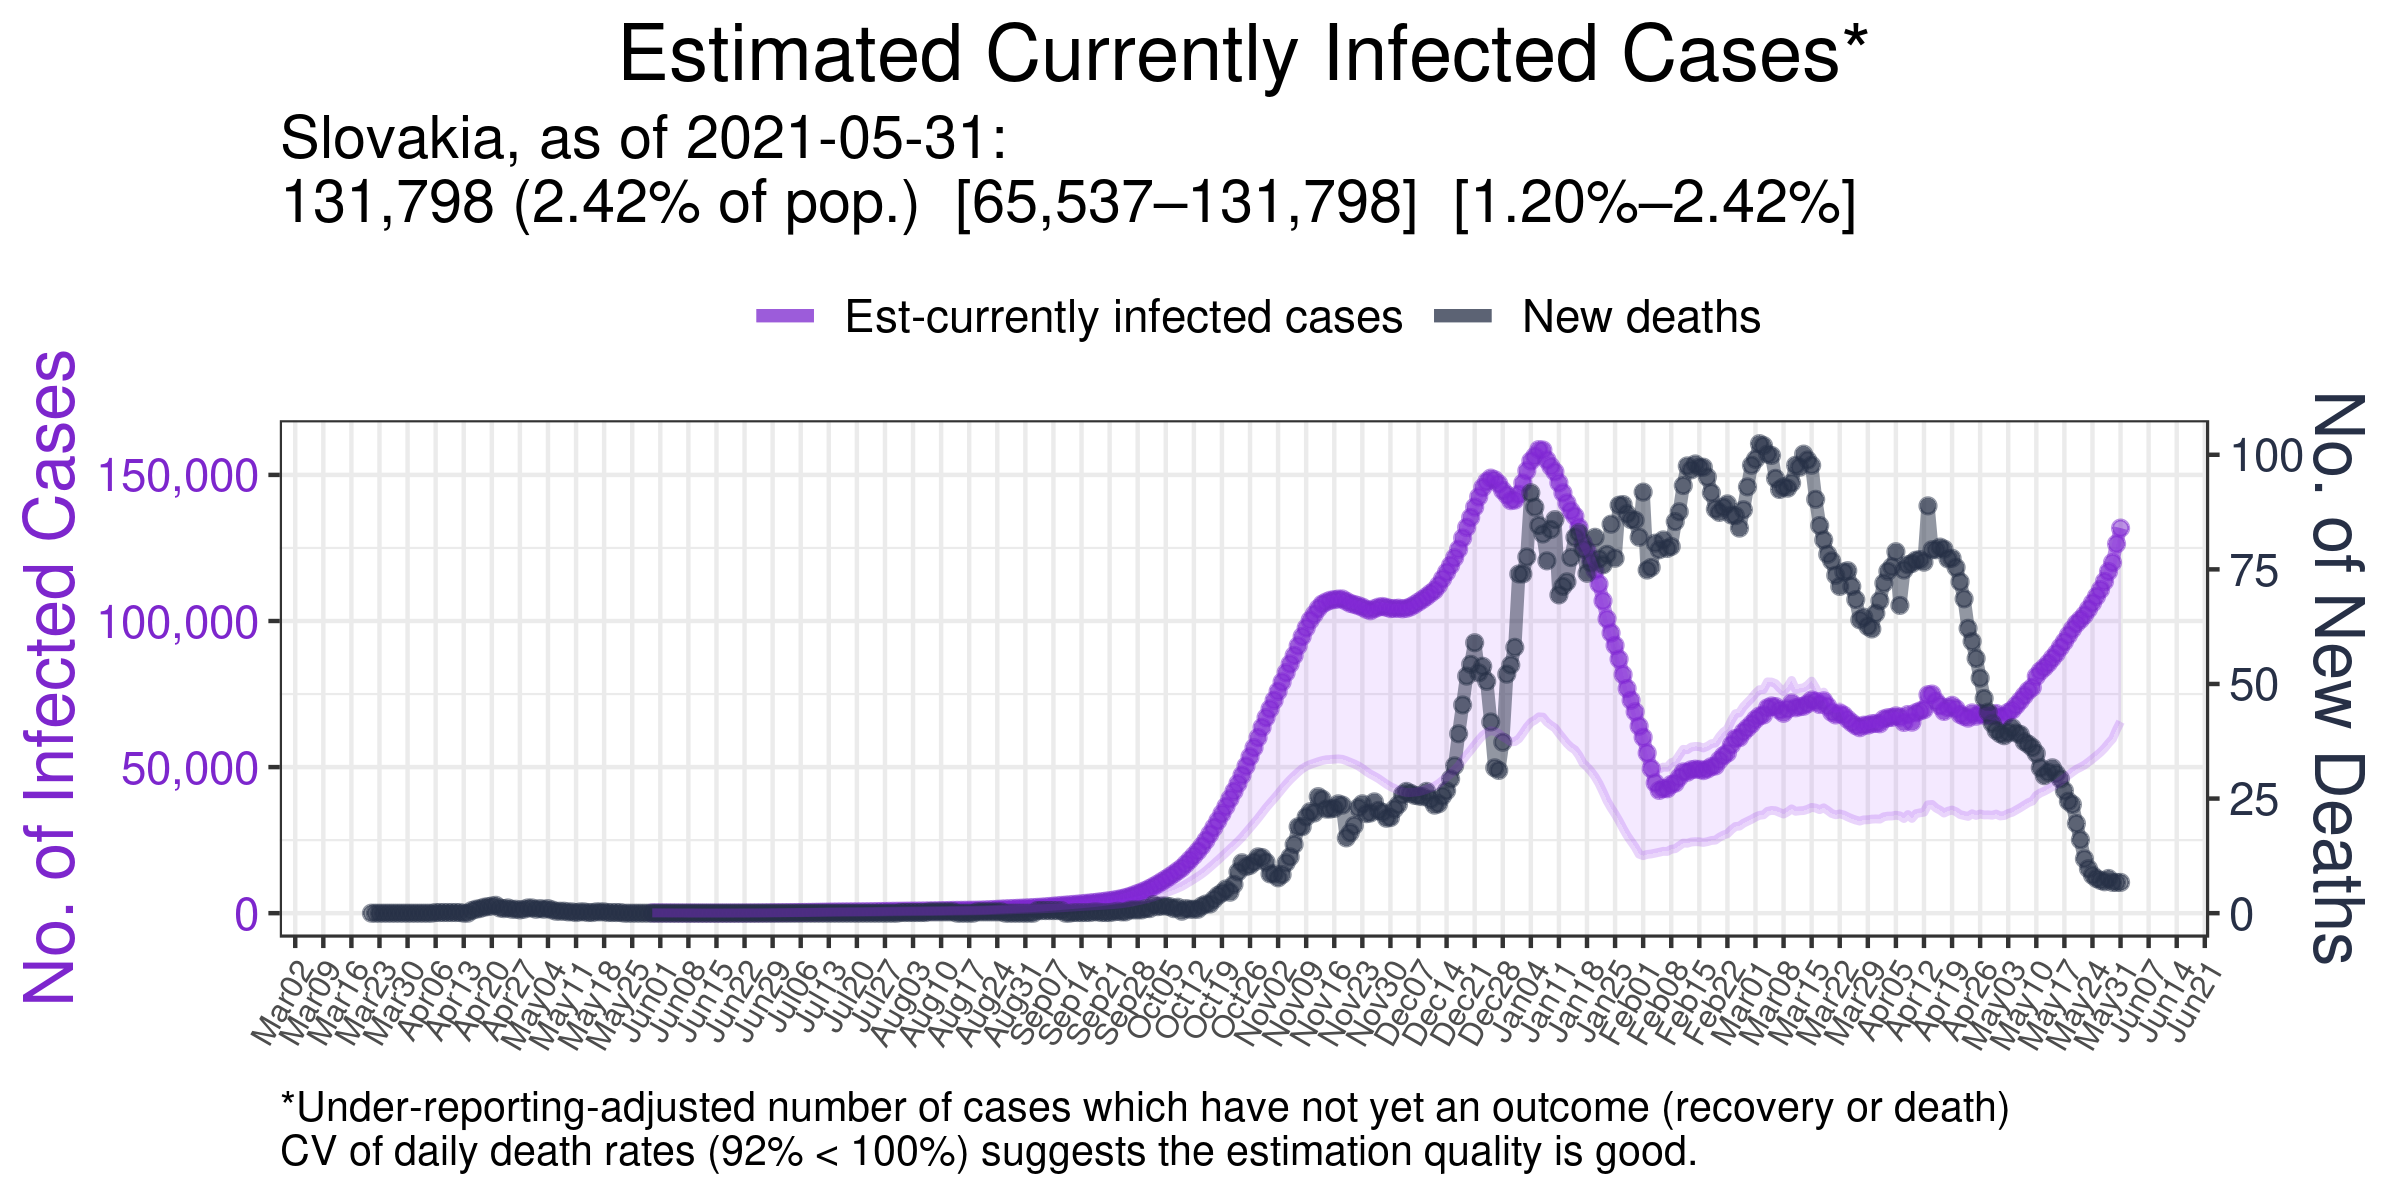 Estimated Currently Infected Cases*
Slovakia, as of 2021-05-31:
131,798 (2.42% of pop.) [65,537–131,798] [1.20%–2.42%]
Est-currently infected cases
New deaths
No. of Infected Cases
150,000
100,000
50,000
0
No. of New Deaths
100
75
50
25
0
Mar02
Mar09
Mar16
Mar23
Mar30
Apr06
Apr13
Apr20
Apr27
May04
May11
May18
May25
Jun01
Jun08
Jun15
Jun22
Jun29
Jul06
Jul13
Jul20
Jul27
Aug03
Aug10
Aug17
Aug24
Aug31
Sep07
Sep14
Sep21
Sep28
Oct05
Oct12
Oct19
Oct26
Nov02
Nov09
Nov16
Nov23
Nov30
Dec07
Dec14
Dec21
Dec28
Jan04
Jan11
Jan18
Jan25
Feb01
Feb08
Feb15
Feb22
Mar01
Mar08
Mar15
Mar22
Mar29
Apr05
Apr12
Apr19
Apr26
May03
May10
May17
May24
May31
Jun07
Jun14
Jun21
*Under-reporting-adjusted number of cases which have not yet an outcome (recovery or death)
CV of daily death rates (92% < 100%) suggests the estimation quality is good.